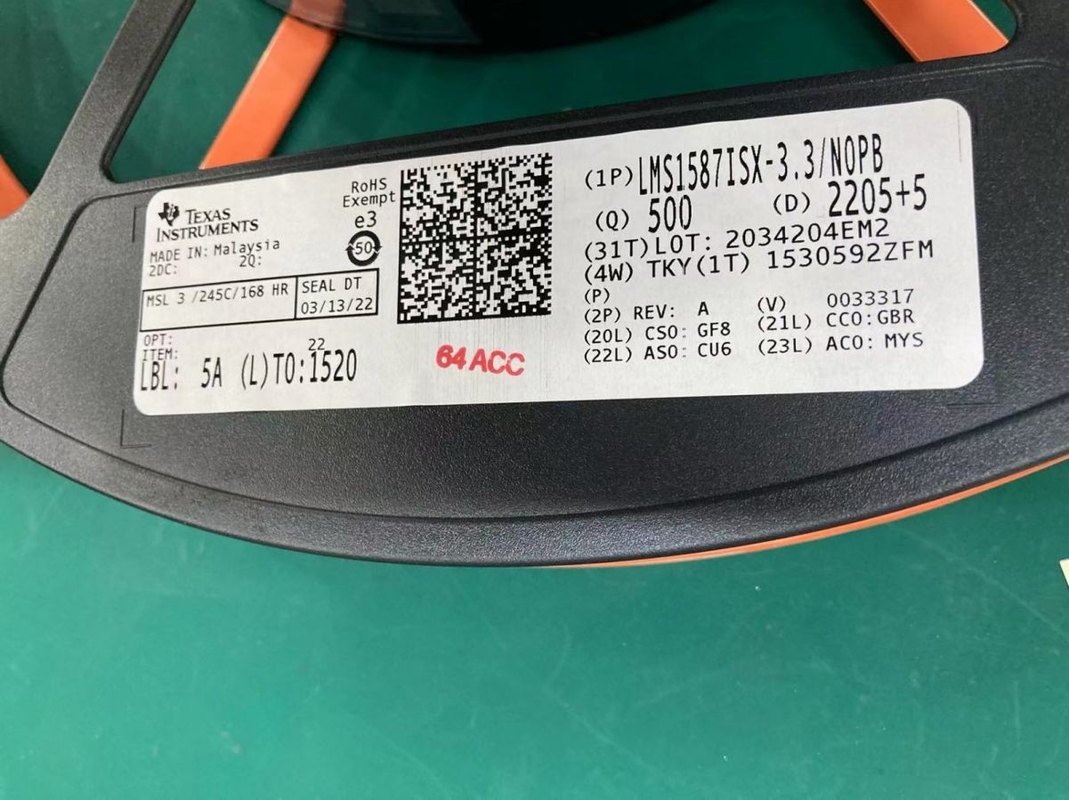 TEXAS
INSTRUMENTS
MADE IN: Malaysia
2DC: 2Q:
RoHS
Exempt
e3
50
MSL 3 /245C/168 HR
SEAL DT
03/13/22
OPT:
ITEM:
22
LBL: 5A (L)TO:1520
64ACC
(1P)LMS1587ISX-3.3/NOPB
(Q) 500 (D) 2205+5
(31T)LOT: 2034204EM2
(4W) TKY(1T) 1530592ZFM
(P)
(2P) REV: A (V) 0033317
(20L) CSO: GF8 (21L) CCO:GBR
(22L) ASO: CU6 (23L) ACO: MYS